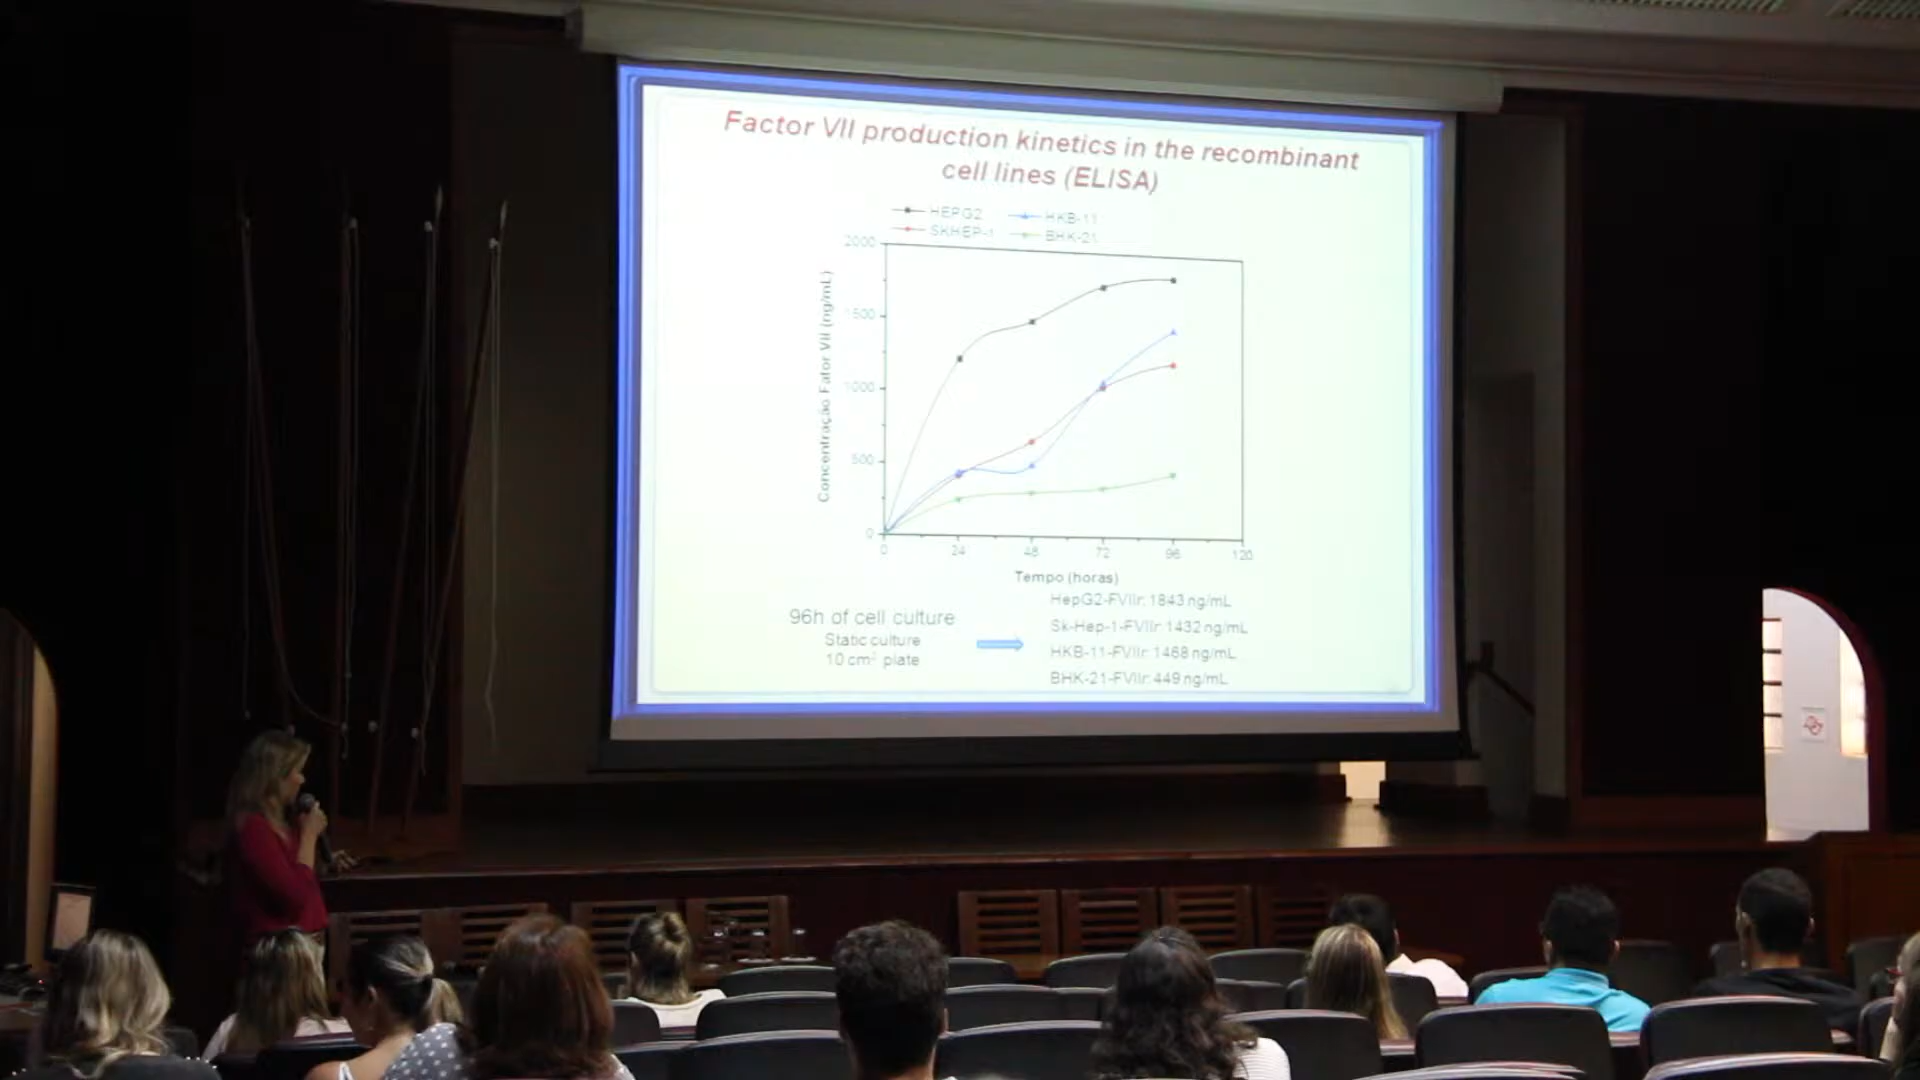 Factor VII production kinetics in the recombinant
cell lines (ELISA)
HEPG2 HKB-11
SKHEP-1 BHK-21
2000
1500
1000
500
0
Concentração Fator VII (ng/mL)
0 24 48 72 96 120
Tempo (horas)
96h of cell culture
Static culture
10 cm² plate
HepG2-FVIIr: 1843 ng/mL
Sk-Hep-1-FVIIr: 1432 ng/mL
HKB-11-FVIIr: 1468 ng/mL
BHK-21-FVIIr: 449 ng/mL